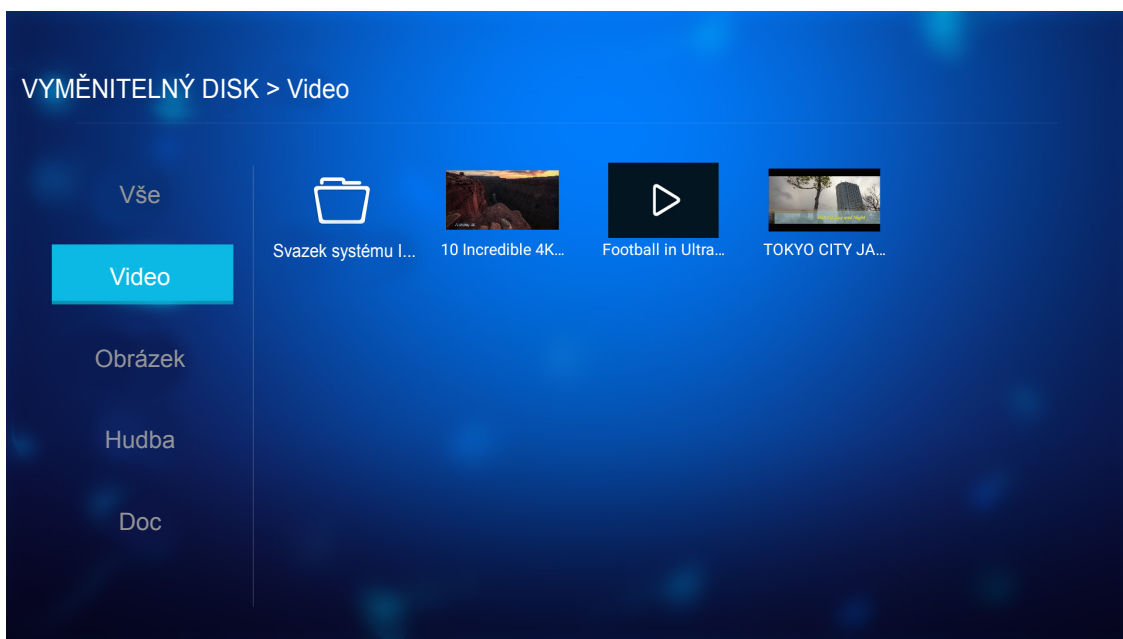 VYMĚNITELNÝ DISK > Video
Vše
Video
Obrázek
Hudba
Doc
Svazek systému I...
10 Incredible 4K...
Football in Ultra...
TOKYO CITY JA...